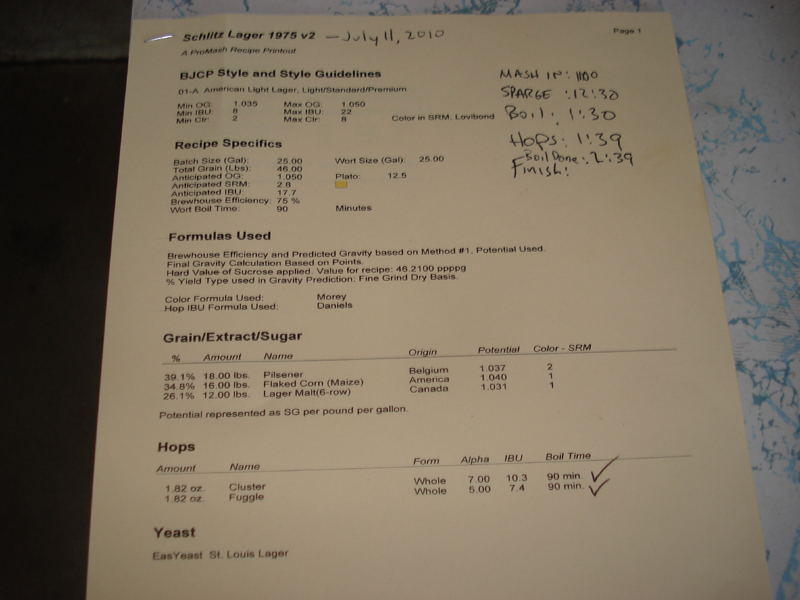 Schlitz Lager 1975 v2 - July 11, 2010 Page 1
A ProMash Recipe Printout
BJCP Style and Style Guidelines
01-A American Light Lager, Light/Standard/Premium
Min OG: 1.035 Max OG: 1.050
Min IBU: 8 Max IBU: 22
Min Clr: 2 Max Clr: 8 Color in SRM, Lovibond
MASH IN: 1100
SPARGE: 12:30
Boil: 1:30
Hops: 1:39
Boil Done: 2:39
Finish:
Recipe Specifics
Batch Size (Gal): 25.00 Wort Size (Gal): 25.00
Total Grain (Lbs): 46.00
Anticipated OG: 1.050 Plato: 12.5
Anticipated SRM: 2.8
Anticipated IBU: 17.7
Brewhouse Efficiency: 75 %
Wort Boil Time: 90 Minutes
Formulas Used
Brewhouse Efficiency and Predicted Gravity based on Method #1, Potential Used.
Final Gravity Calculation Based on Points.
Hard Value of Sucrose applied. Value for recipe: 46.2100 ppppg
% Yield Type used in Gravity Prediction: Fine Grind Dry Basis.
Color Formula Used: Morey
Hop IBU Formula Used: Daniels
Grain/Extract/Sugar
% Amount Name Origin Potential Color - SRM
39.1% 18.00 lbs. Pilsener Belgium 1.037 2
34.8% 16.00 lbs. Flaked Corn (Maize) America 1.040 1
26.1% 12.00 lbs. Lager Malt(6-row) Canada 1.031 1
Potential represented as SG per pound per gallon.
Hops
Amount Name Form Alpha IBU Boil Time
1.82 oz. Cluster Whole 7.00 10.3 90 min.
1.82 oz. Fuggle Whole 5.00 7.4 90 min.
Yeast
EasYeast St. Louis Lager